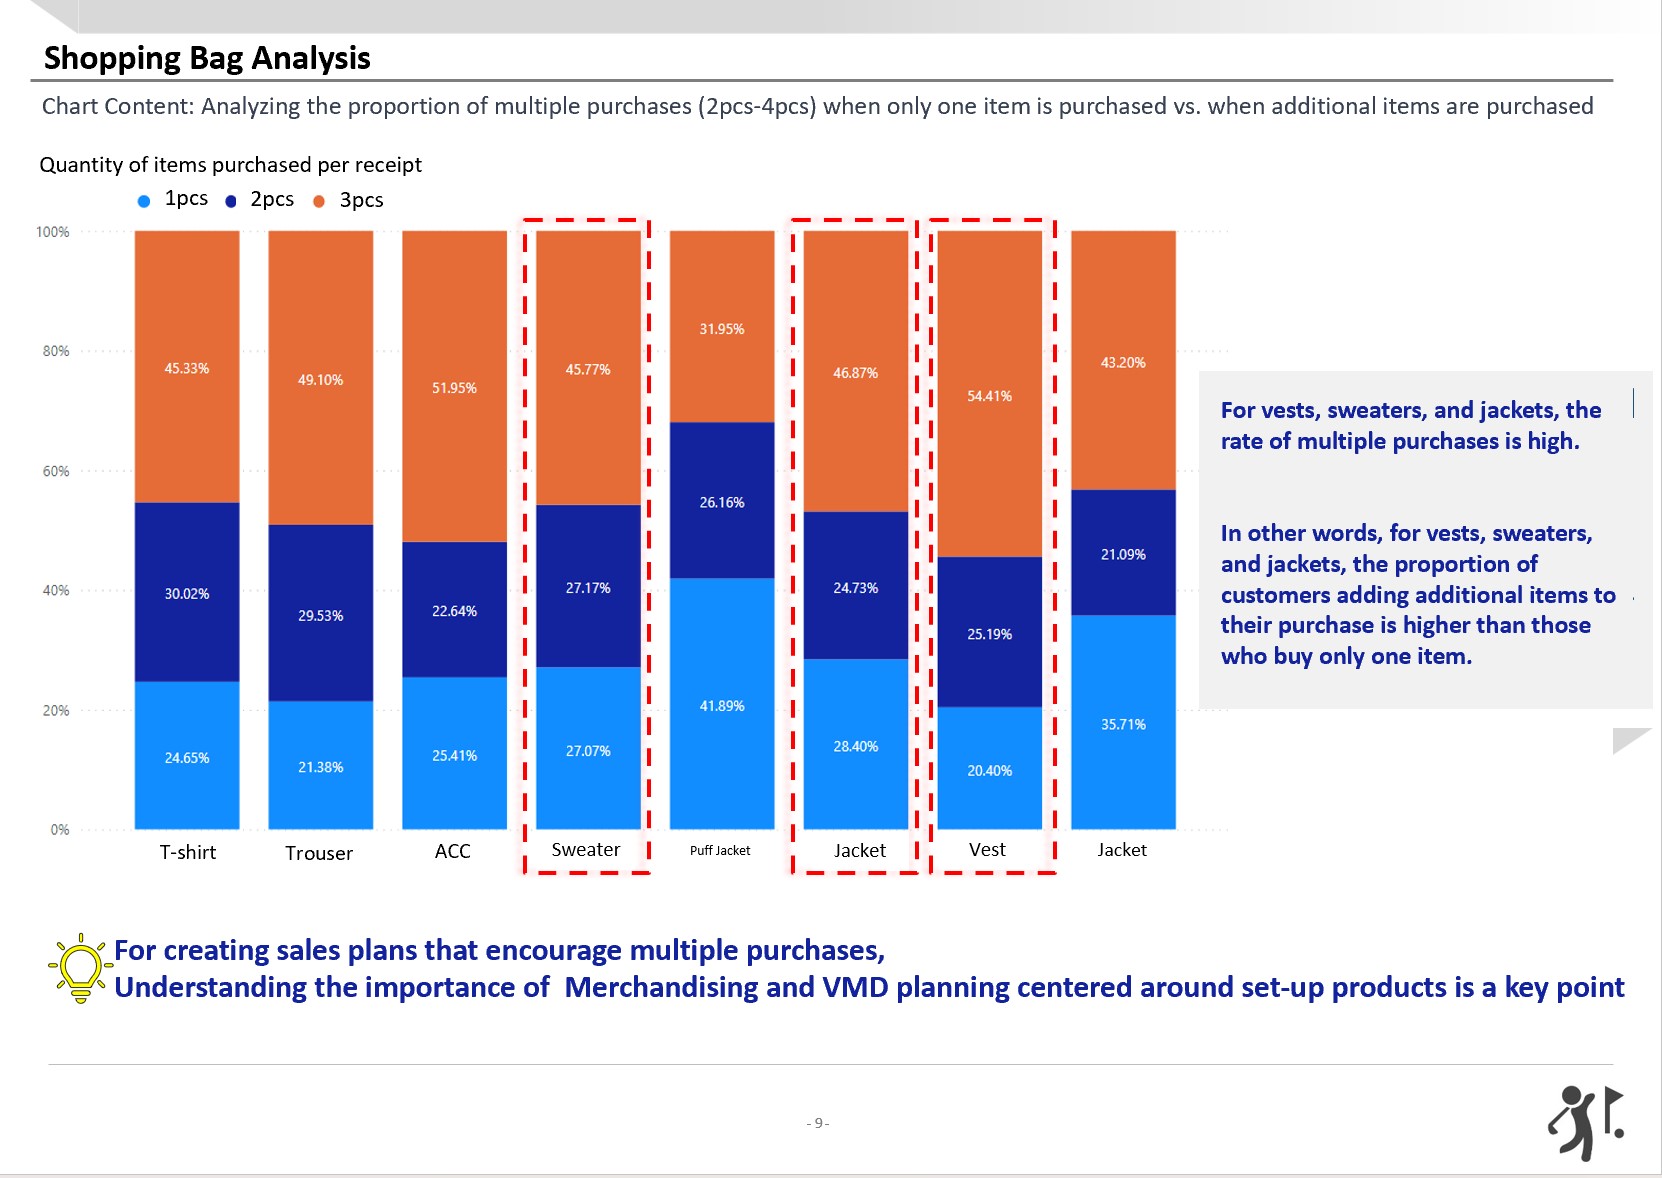 Shopping Bag Analysis
Chart Content: Analyzing the proportion of multiple purchases (2pcs-4pcs) when only one item is purchased vs. when additional items are purchased
Quantity of items purchased per receipt
1pcs 2pcs 3pcs
100%
80%
60%
40%
20%
0%
45.33%
30.02%
24.65%
49.10%
29.53%
21.38%
51.95%
22.64%
25.41%
45.77%
27.17%
27.07%
31.95%
26.16%
41.89%
46.87%
24.73%
28.40%
54.41%
25.19%
20.40%
43.20%
21.09%
35.71%
T-shirt Trouser ACC Sweater Puff Jacket Jacket Vest Jacket
For vests, sweaters, and jackets, the
rate of multiple purchases is high.
In other words, for vests, sweaters,
and jackets, the proportion of
customers adding additional items to
their purchase is higher than those
who buy only one item.
For creating sales plans that encourage multiple purchases,
Understanding the importance of  Merchandising and VMD planning centered around set-up products is a key point
- 9 -